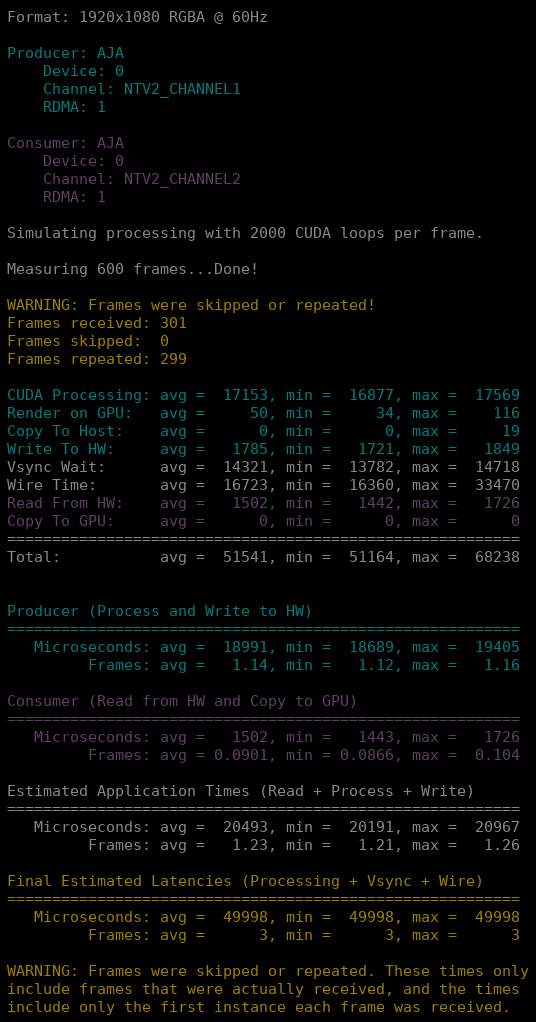 Format: 1920x1080 RGBA @ 60Hz
Producer: AJA
    Device: 0
    Channel: NTV2_CHANNEL1
    RDMA: 1
Consumer: AJA
    Device: 0
    Channel: NTV2_CHANNEL2
    RDMA: 1
Simulating processing with 2000 CUDA loops per frame.
Measuring 600 frames...Done!
WARNING: Frames were skipped or repeated!
Frames received: 301
Frames skipped:  0
Frames repeated: 299
CUDA Processing: avg =  17153, min =  16877, max =  17569
Render on GPU:   avg =     50, min =     34, max =    116
Copy To Host:    avg =      0, min =      0, max =     19
Write To HW:     avg =   1785, min =   1721, max =   1849
Vsync Wait:      avg =  14321, min =  13782, max =  14718
Wire Time:       avg =  16723, min =  16360, max =  33470
Read From HW:    avg =   1502, min =   1442, max =   1726
Copy To GPU:     avg =      0, min =      0, max =      0
=========================================================
Total:           avg =  51541, min =  51164, max =  68238
Producer (Process and Write to HW)
=========================================================
   Microseconds: avg =  18991, min =  18689, max =  19405
         Frames: avg =   1.14, min =   1.12, max =   1.16
Consumer (Read from HW and Copy to GPU)
=========================================================
   Microseconds: avg =   1502, min =   1443, max =   1726
         Frames: avg = 0.0901, min = 0.0866, max =  0.104
Estimated Application Times (Read + Process + Write)
=========================================================
   Microseconds: avg =  20493, min =  20191, max =  20967
         Frames: avg =   1.23, min =   1.21, max =   1.26
Final Estimated Latencies (Processing + Vsync + Wire)
=========================================================
   Microseconds: avg =  49998, min =  49998, max =  49998
         Frames: avg =      3, min =      3, max =      3
WARNING: Frames were skipped or repeated. These times only
include frames that were actually received, and the times
include only the first instance each frame was received.